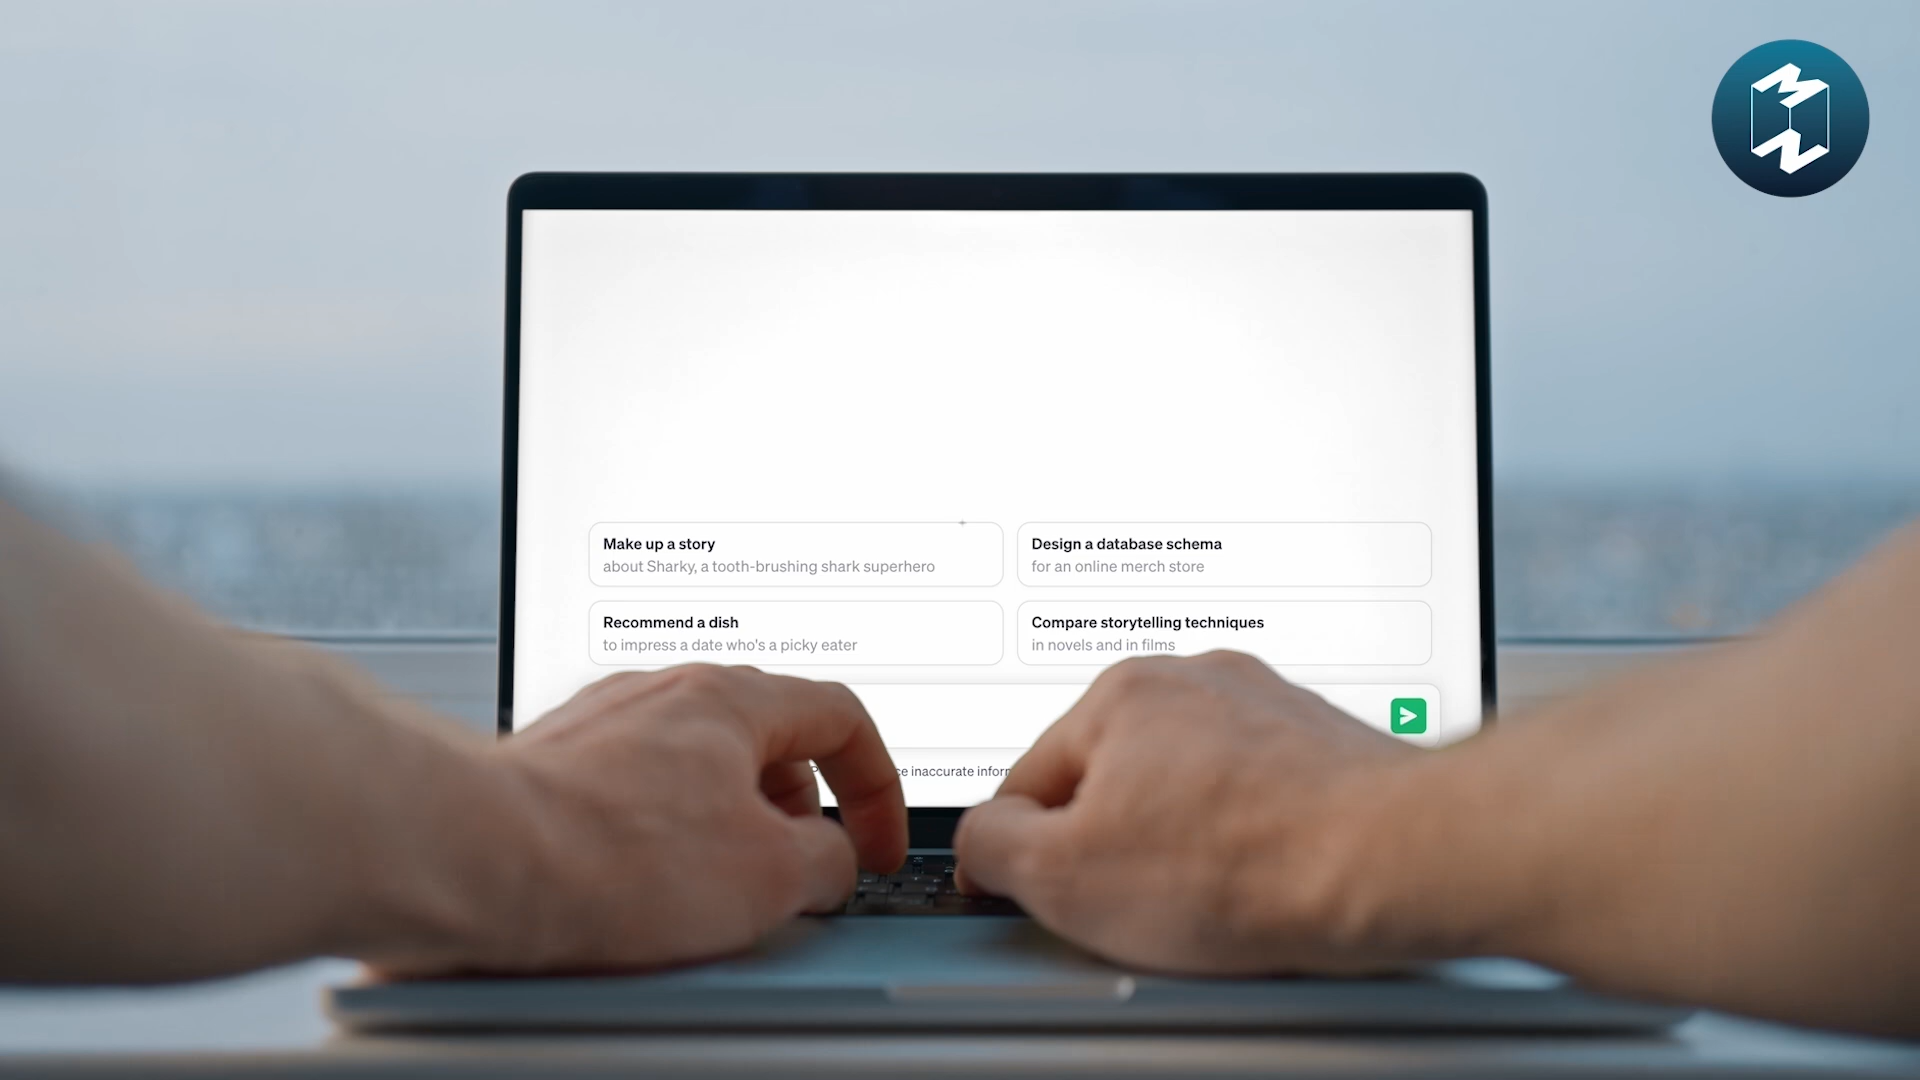 Make up a story
about Sharky, a tooth-brushing shark superhero
Design a database schema
for an online merch store
Recommend a dish
to impress a date who's a picky eater
Compare storytelling techniques
in novels and in films
inaccurate